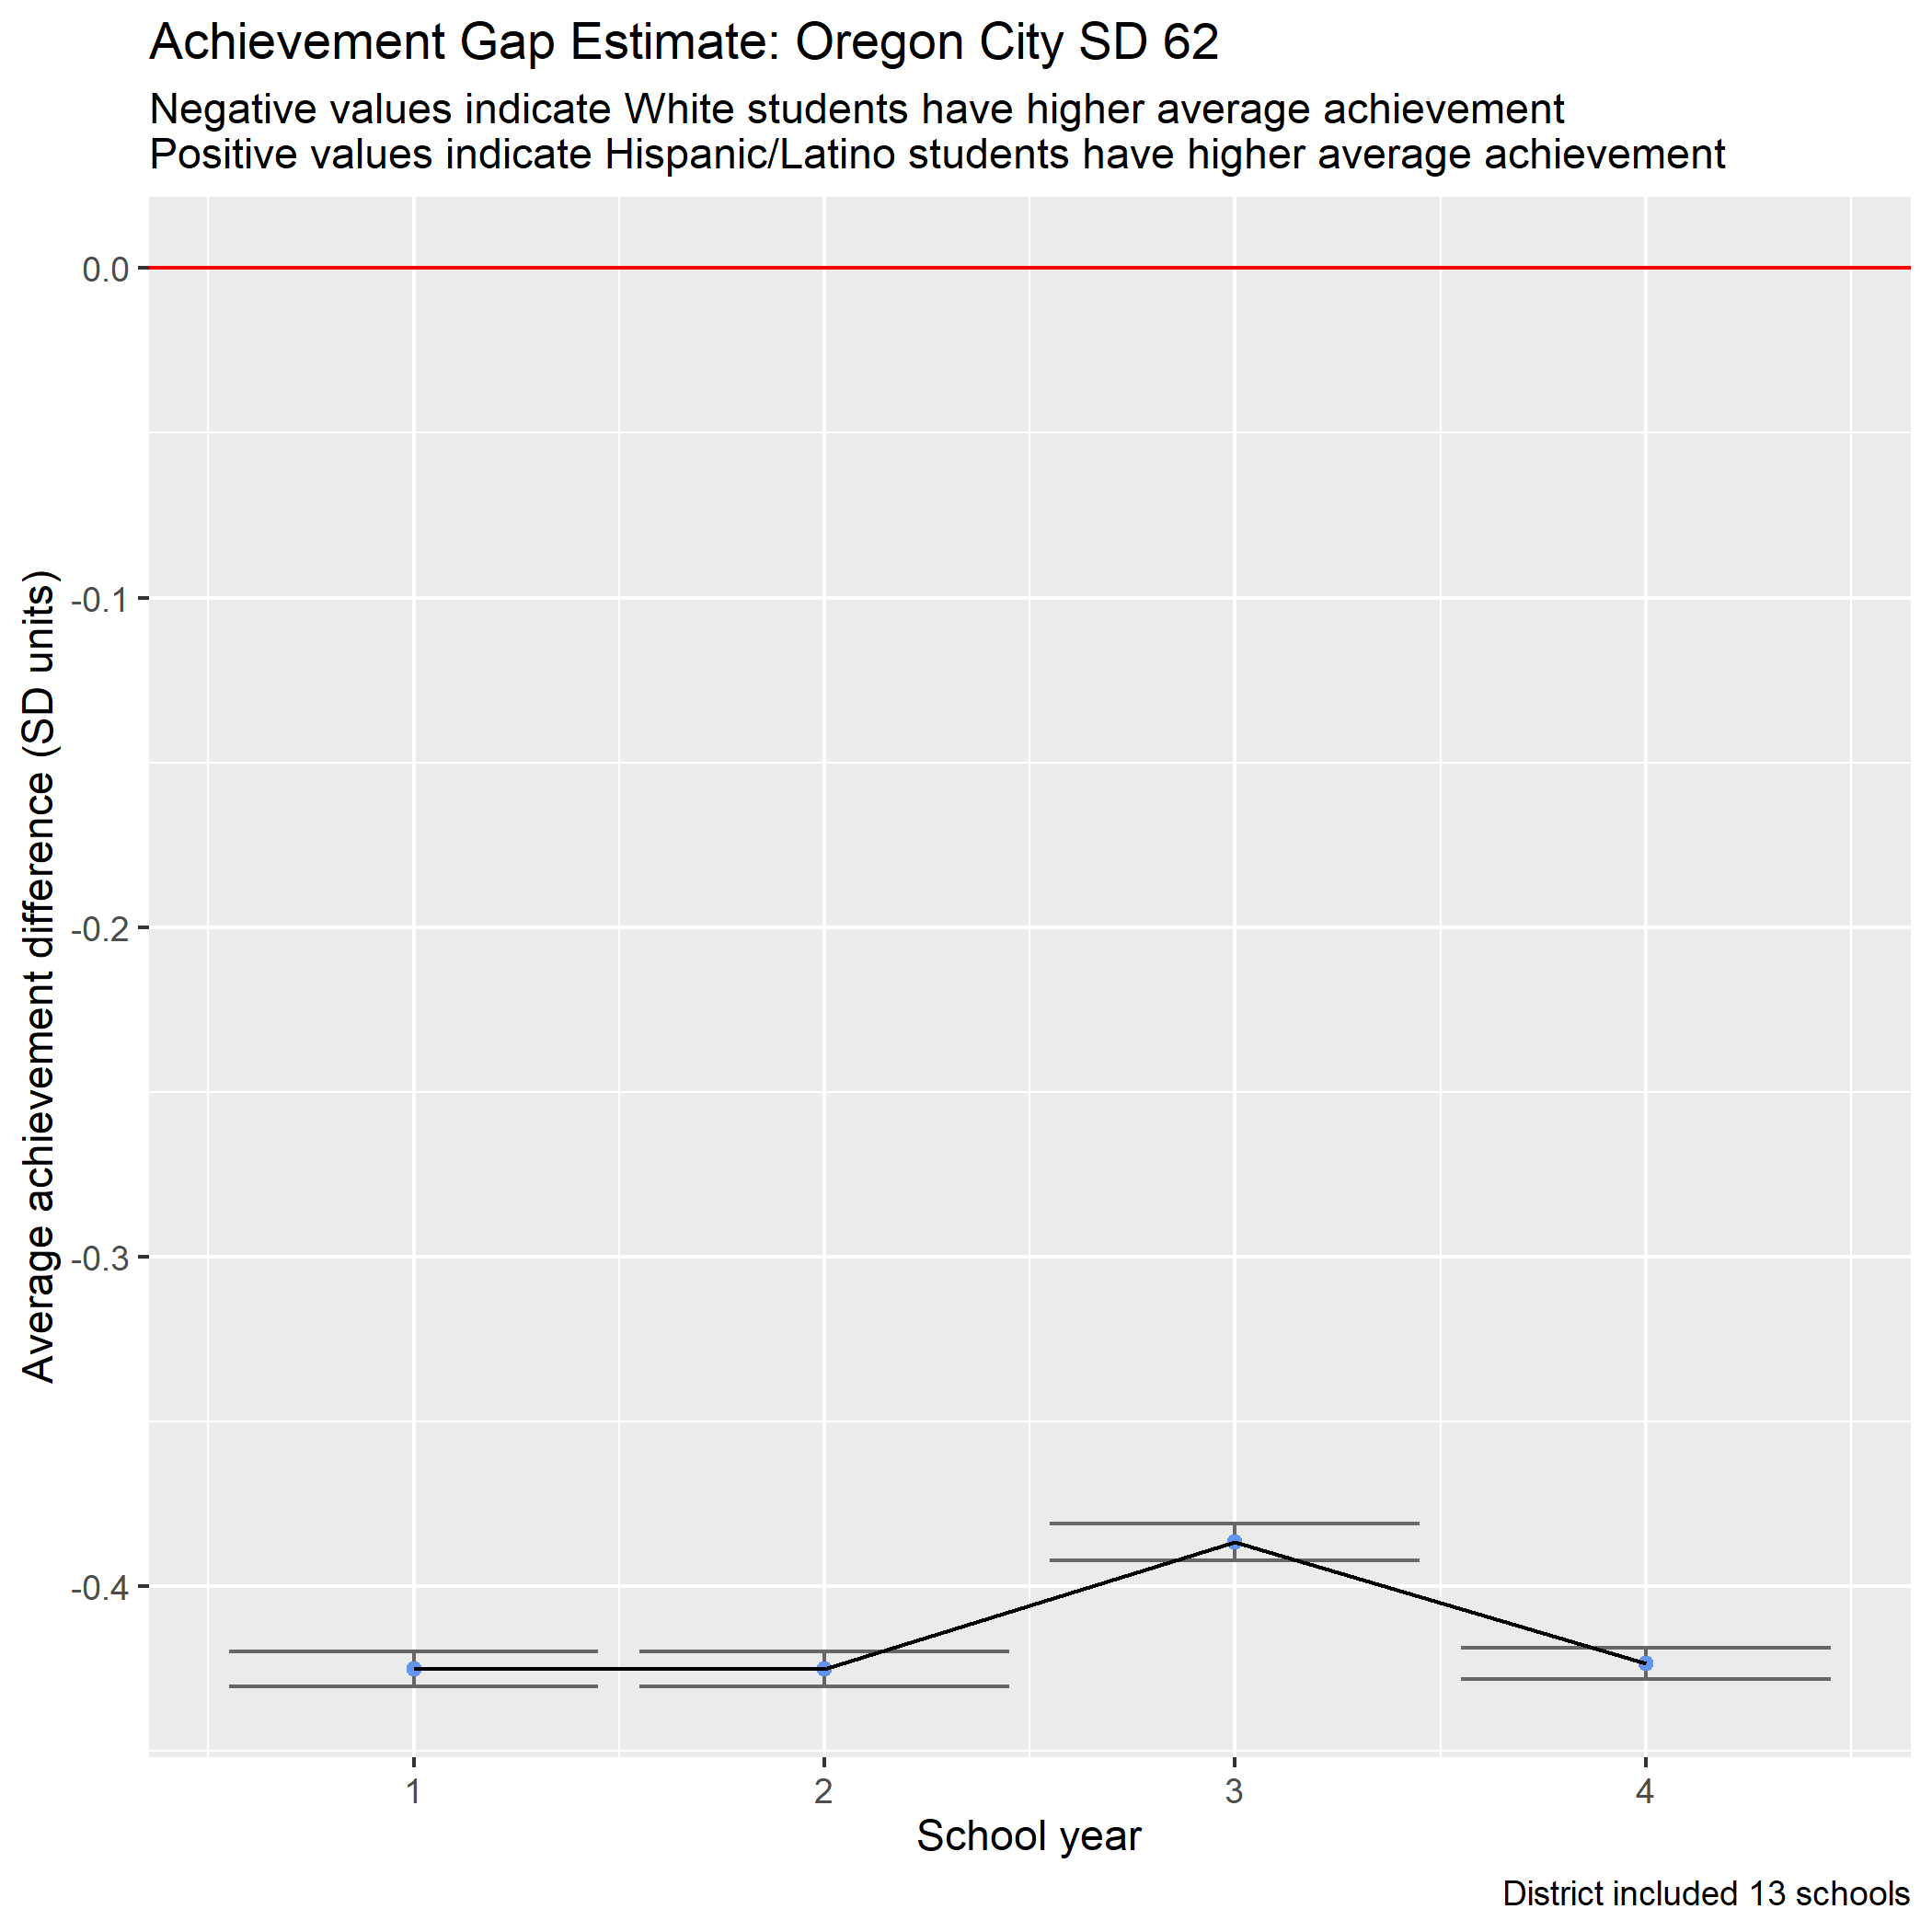 Achievement Gap Estimate: Oregon City SD 62
Negative values indicate White students have higher average achievement
Positive values indicate Hispanic/Latino students have higher average achievement
Average achievement difference (SD units)
0.0
-0.1
-0.2
-0.3
-0.4
1 2 3 4
School year
District included 13 schools